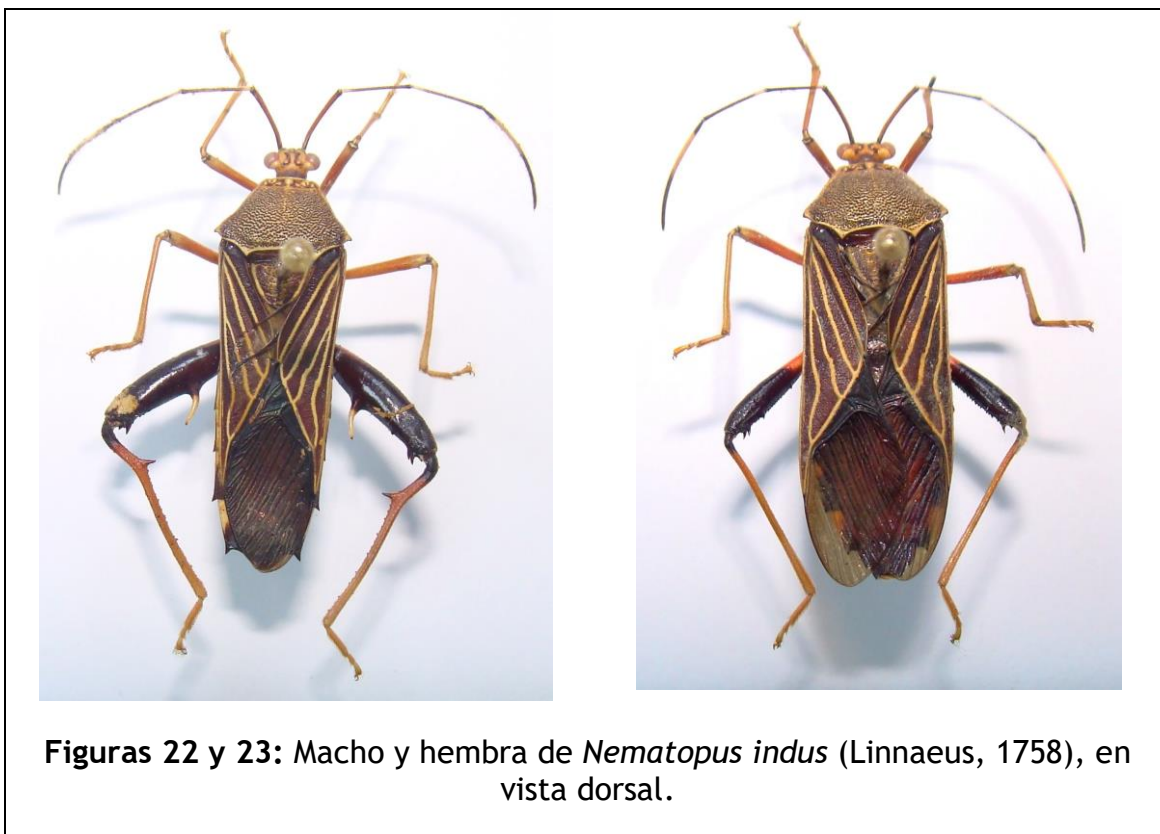 Figuras 22 y 23: Macho y hembra de Nematopus indus (Linnaeus, 1758), en
vista dorsal.